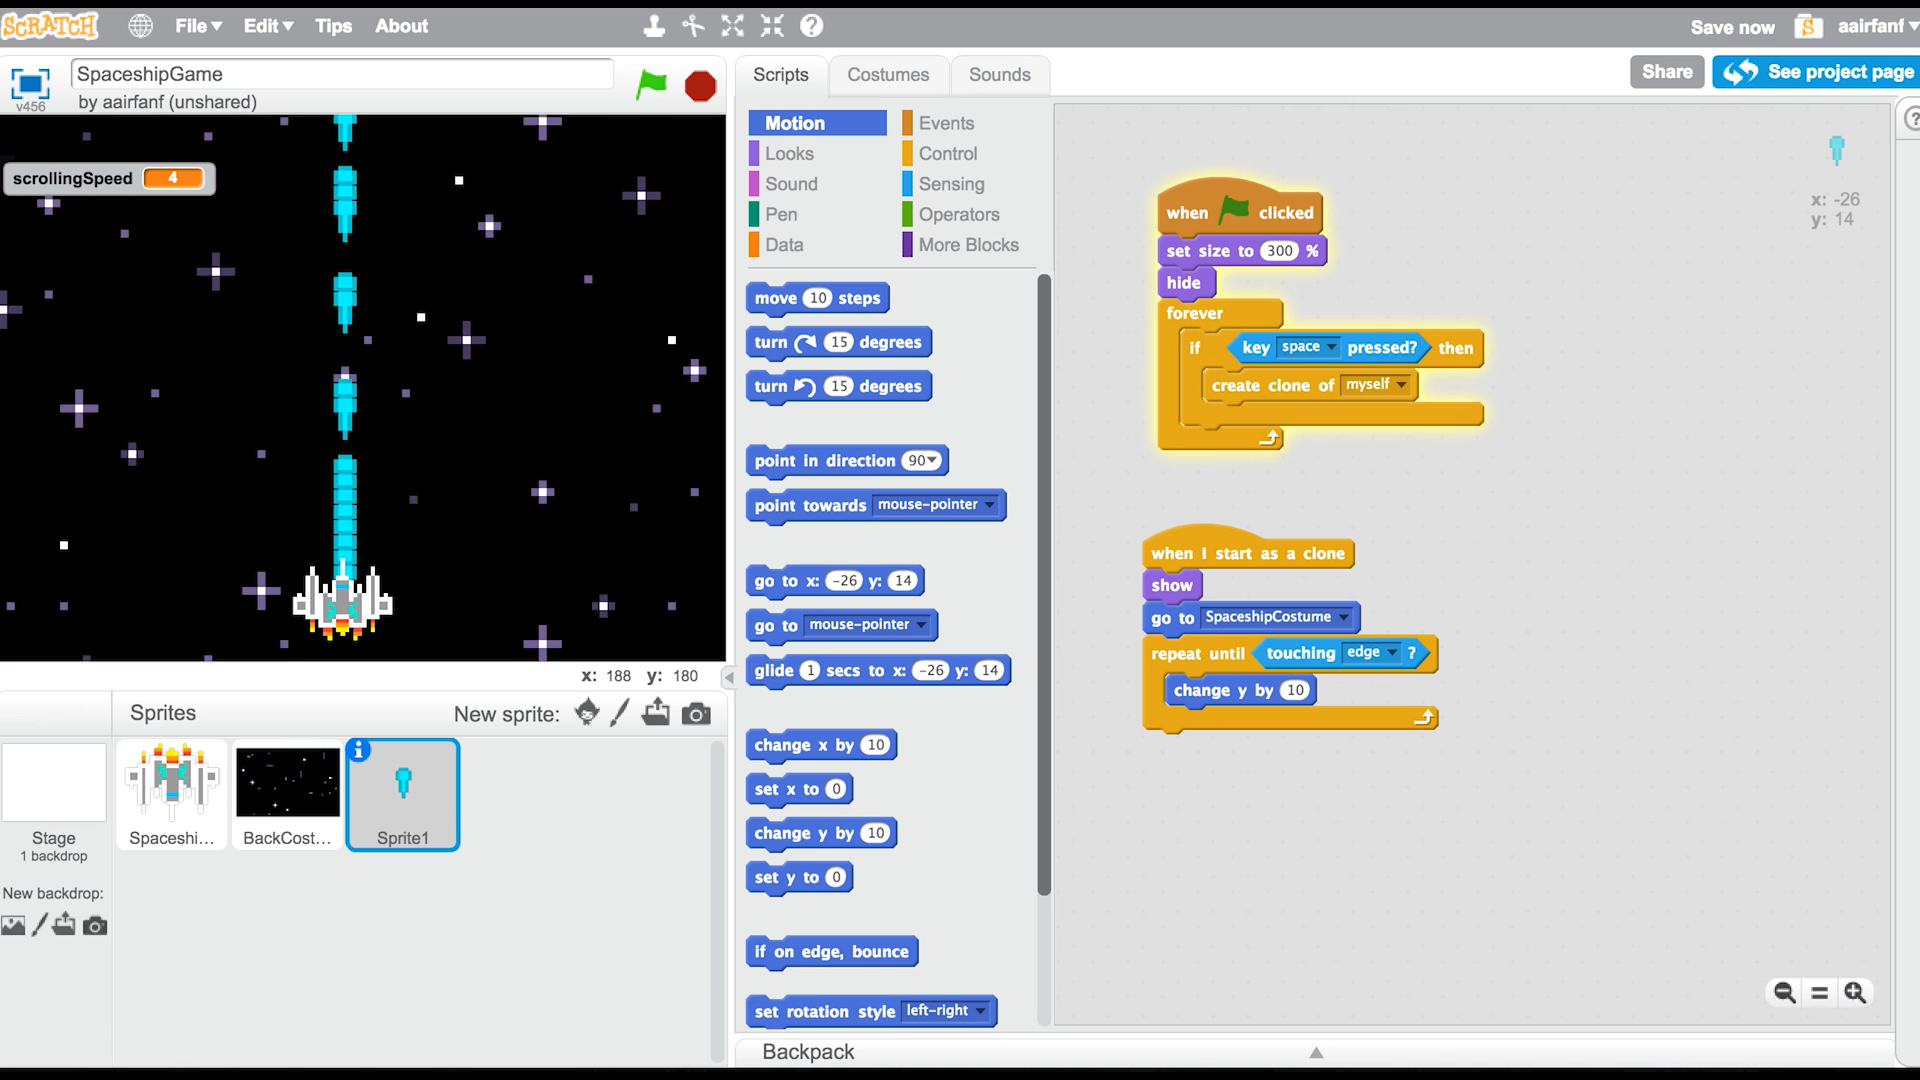 SCRATCH
File
Edit
Tips
About
Save now
aairfanf
v456
SpaceshipGame
by aairfanf (unshared)
Scripts
Costumes
Sounds
Share
See project page
scrollingSpeed 4
Motion
Looks
Sound
Pen
Data
Events
Control
Sensing
Operators
More Blocks
move 10 steps
turn 15 degrees
turn 15 degrees
point in direction 90
point towards mouse-pointer
go to x: -26 y: 14
go to mouse-pointer
glide 1 secs to x: -26 y: 14
change x by 10
set x to 0
change y by 10
set y to 0
if on edge, bounce
set rotation style left-right
when clicked
set size to 300 %
hide
forever
if key space pressed? then
create clone of myself
when I start as a clone
show
go to SpaceshipCostume
repeat until touching edge ?
change y by 10
x: -26
y: 14
x: 188 y: 180
Sprites
New sprite:
Stage
1 backdrop
New backdrop:
Spaceshi...
BackCost...
Sprite1
Backpack